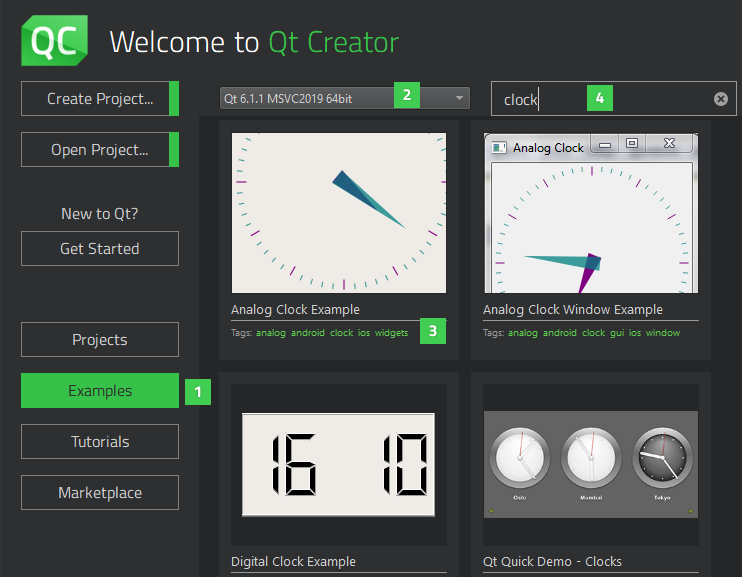 QC
Welcome to Qt Creator
Create Project...
Qt 6.1.1 MSVC2019 64bit
2
clock
4
Open Project...
New to Qt?
Get Started
Projects
Examples
1
Tutorials
Marketplace
Analog Clock Example
Tags: analog android clock ios widgets
3
Analog Clock
Analog Clock Window Example
Tags: analog android clock gui ios window
16 10
Digital Clock Example
Oslo Mumbai Tokyo
Qt Quick Demo - Clocks